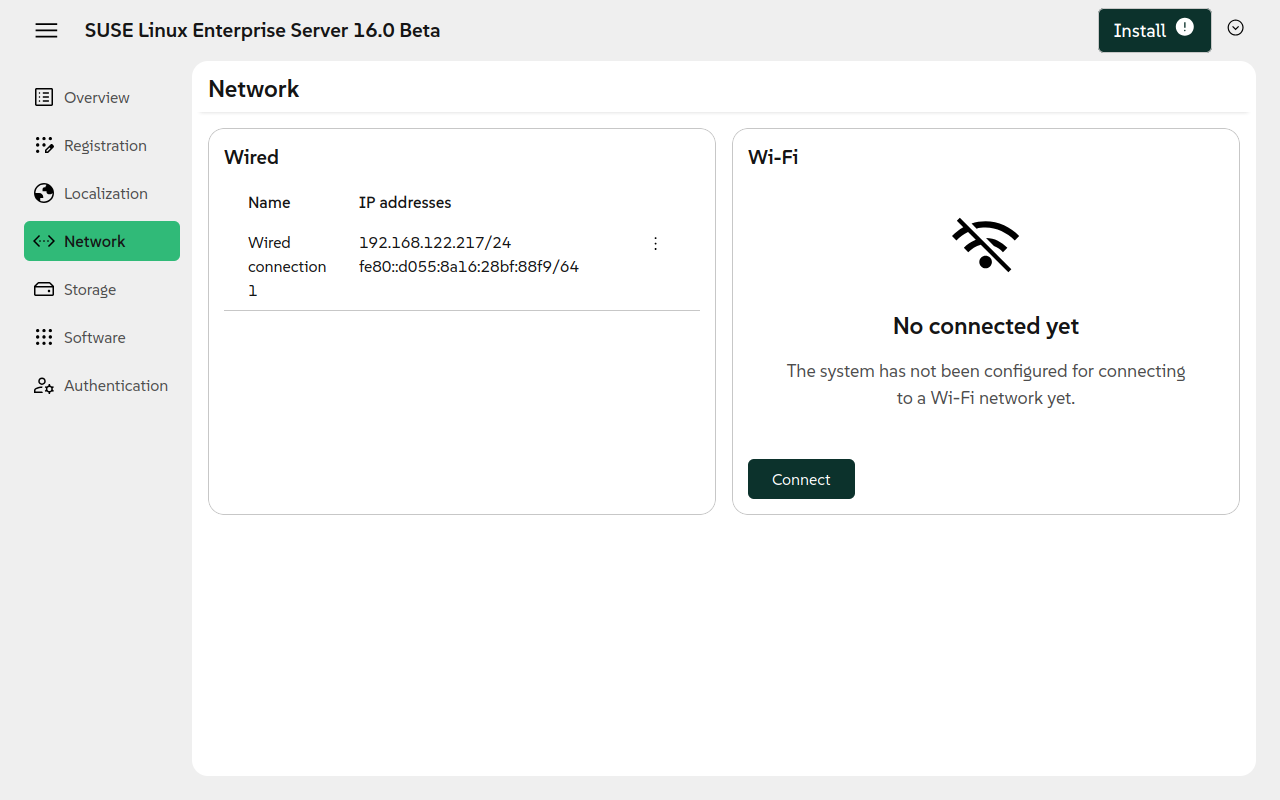 SUSE Linux Enterprise Server 16.0 Beta
Install
Overview
Registration
Localization
Network
Storage
Software
Authentication
Network
Wired
Name IP addresses
Wired connection 1
192.168.122.217/24
fe80::d055:8a16:28bf:88f9/64
Wi-Fi
No connected yet
The system has not been configured for connecting
to a Wi-Fi network yet.
Connect